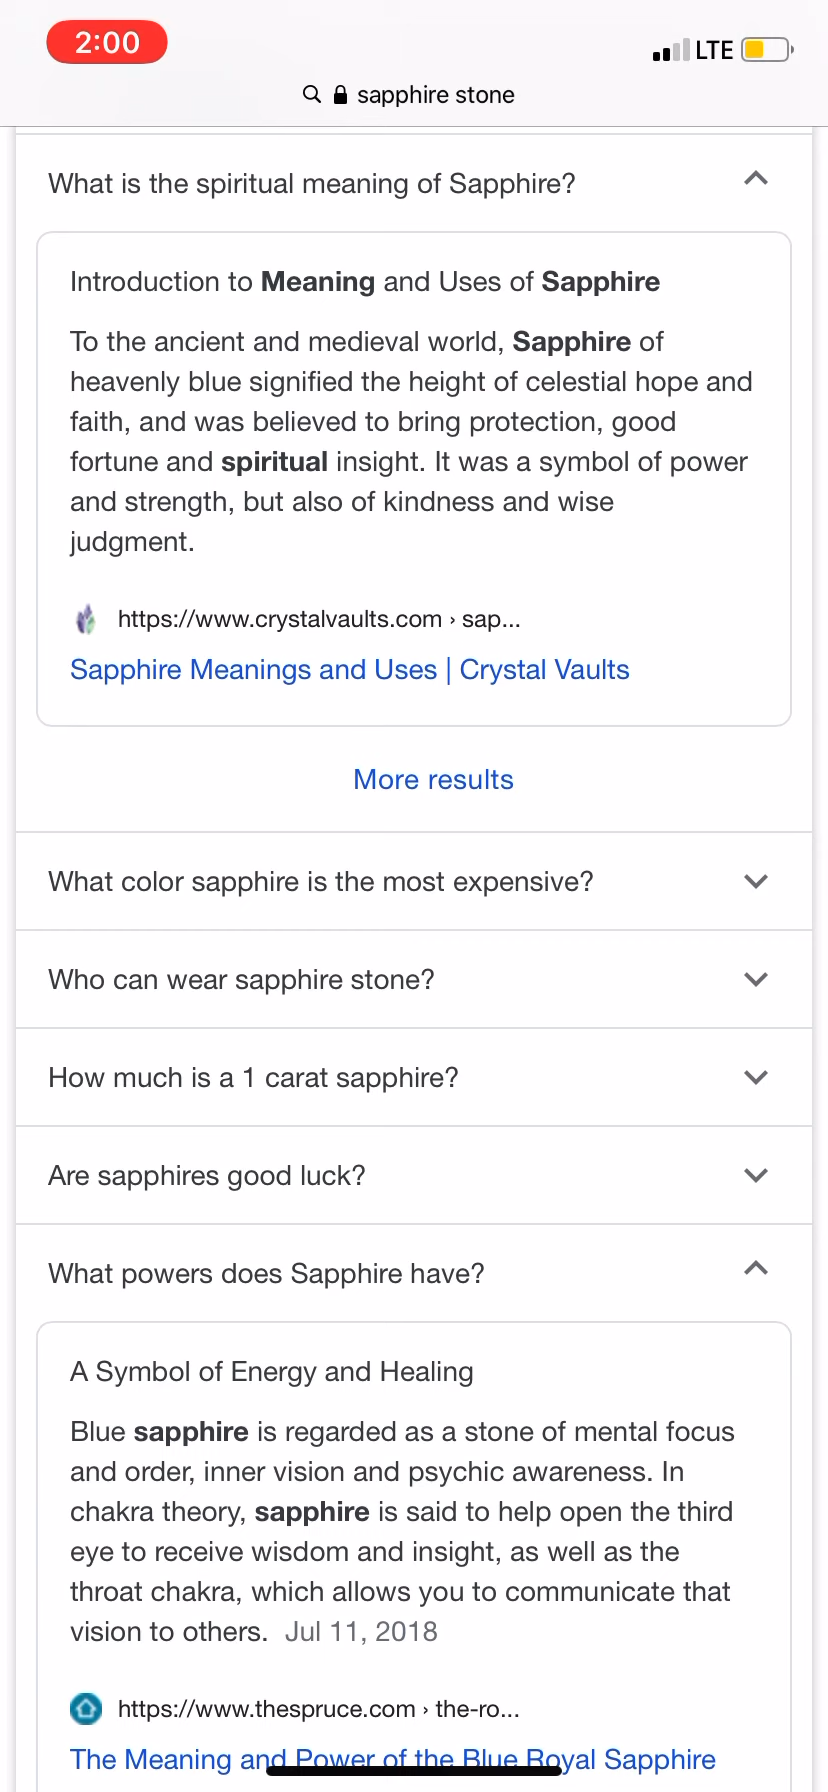 2:00
LTE
sapphire stone
What is the spiritual meaning of Sapphire?
Introduction to Meaning and Uses of Sapphire
To the ancient and medieval world, Sapphire of
heavenly blue signified the height of celestial hope and
faith, and was believed to bring protection, good
fortune and spiritual insight. It was a symbol of power
and strength, but also of kindness and wise
judgment.
https://www.crystalvaults.com › sap...
Sapphire Meanings and Uses | Crystal Vaults
More results
What color sapphire is the most expensive?
Who can wear sapphire stone?
How much is a 1 carat sapphire?
Are sapphires good luck?
What powers does Sapphire have?
A Symbol of Energy and Healing
Blue sapphire is regarded as a stone of mental focus
and order, inner vision and psychic awareness. In
chakra theory, sapphire is said to help open the third
eye to receive wisdom and insight, as well as the
throat chakra, which allows you to communicate that
vision to others. Jul 11, 2018
https://www.thespruce.com › the-ro...
The Meaning and Power of the Blue Royal Sapphire